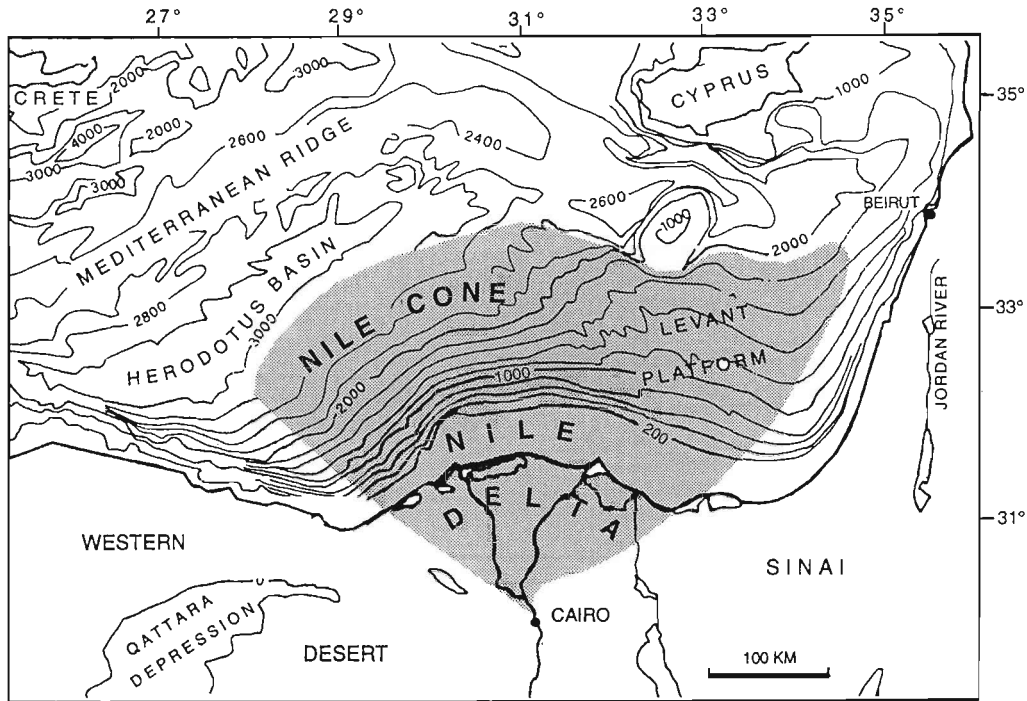 27° 29° 31° 33° 35°
CRETE
2000
3000
4000
2000
3000
3000
2600
2400
MEDITERRANEAN RIDGE
2800
HERODOTUS BASIN
3000
CYPRUS
1000
35°
BEIRUT
2600
1000
2000
NILE CONE
LEVANT
PLATFORM
33°
2000
1000
200
JORDAN RIVER
NiLE
DELTA
31°
WESTERN
SINAI
QATTARA
DEPRESSION
CAIRO
DESERT
100 KM